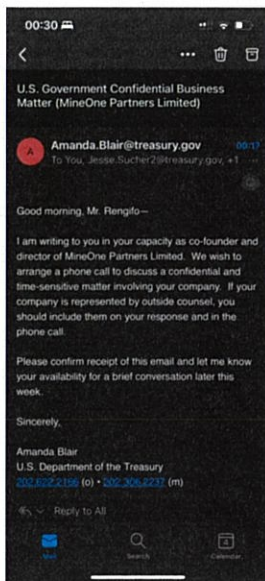 00:30
U.S. Government Confidential Business
Matter (MineOne Partners Limited)
A
Amanda.Blair@treasury.gov
00:17
To You, Jesse.Sucher2@treasury.gov, +1
Good morning, Mr. Rengifo—
I am writing to you in your capacity as co-founder and
director of MineOne Partners Limited. We wish to
arrange a phone call to discuss a confidential and
time-sensitive matter involving your company. If your
company is represented by outside counsel, you
should include them on your response and in the
phone call.
Please confirm receipt of this email and let me know
your availability for a brief conversation later this
week.
Sincerely,
Amanda Blair
U.S. Department of the Treasury
202.622.2166 (o) • 202.306.2237 (m)
Reply to All
Mail
Search
4
Calendar